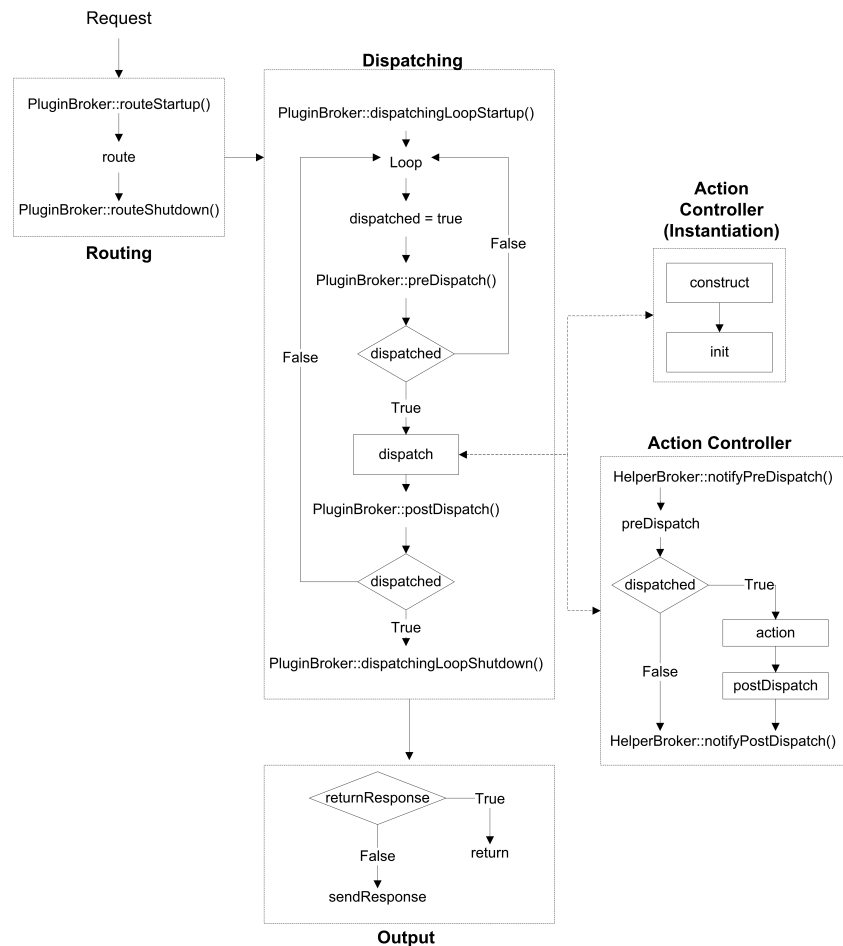 Request
PluginBroker::routeStartup()
route
PluginBroker::routeShutdown()
Routing
Dispatching
PluginBroker::dispatchingLoopStartup()
Loop
dispatched = true
False
PluginBroker::preDispatch()
dispatched
False
True
dispatch
PluginBroker::postDispatch()
dispatched
True
PluginBroker::dispatchingLoopShutdown()
Action
Controller
(Instantiation)
construct
init
Action Controller
HelperBroker::notifyPreDispatch()
preDispatch
dispatched
True
action
False
postDispatch
HelperBroker::notifyPostDispatch()
returnResponse
True
return
False
sendResponse
Output